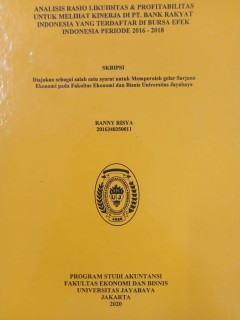 ANALISIS RASIO LIKUIDITAS & PROFITABILITAS
UNTUK MELIHAT KINERJA DI PT. BANK RAKYAT
INDONESIA YANG TERDAFTAR DI BURSA EFEK
INDONESIA PERIODE 2016 - 2018
SKRIPSI
Diajukan sebagai salah satu syarat untuk Memperoleh gelar Sarjana
Ekonomi pada Fakultas Ekonomi dan Bisnis Universitas Jayabaya
RANNY RISYA
2016340350011
PROGRAM STUDI AKUNTANSI
FAKULTAS EKONOMI DAN BISNIS
UNIVERSITAS JAYABAYA
JAKARTA
2020